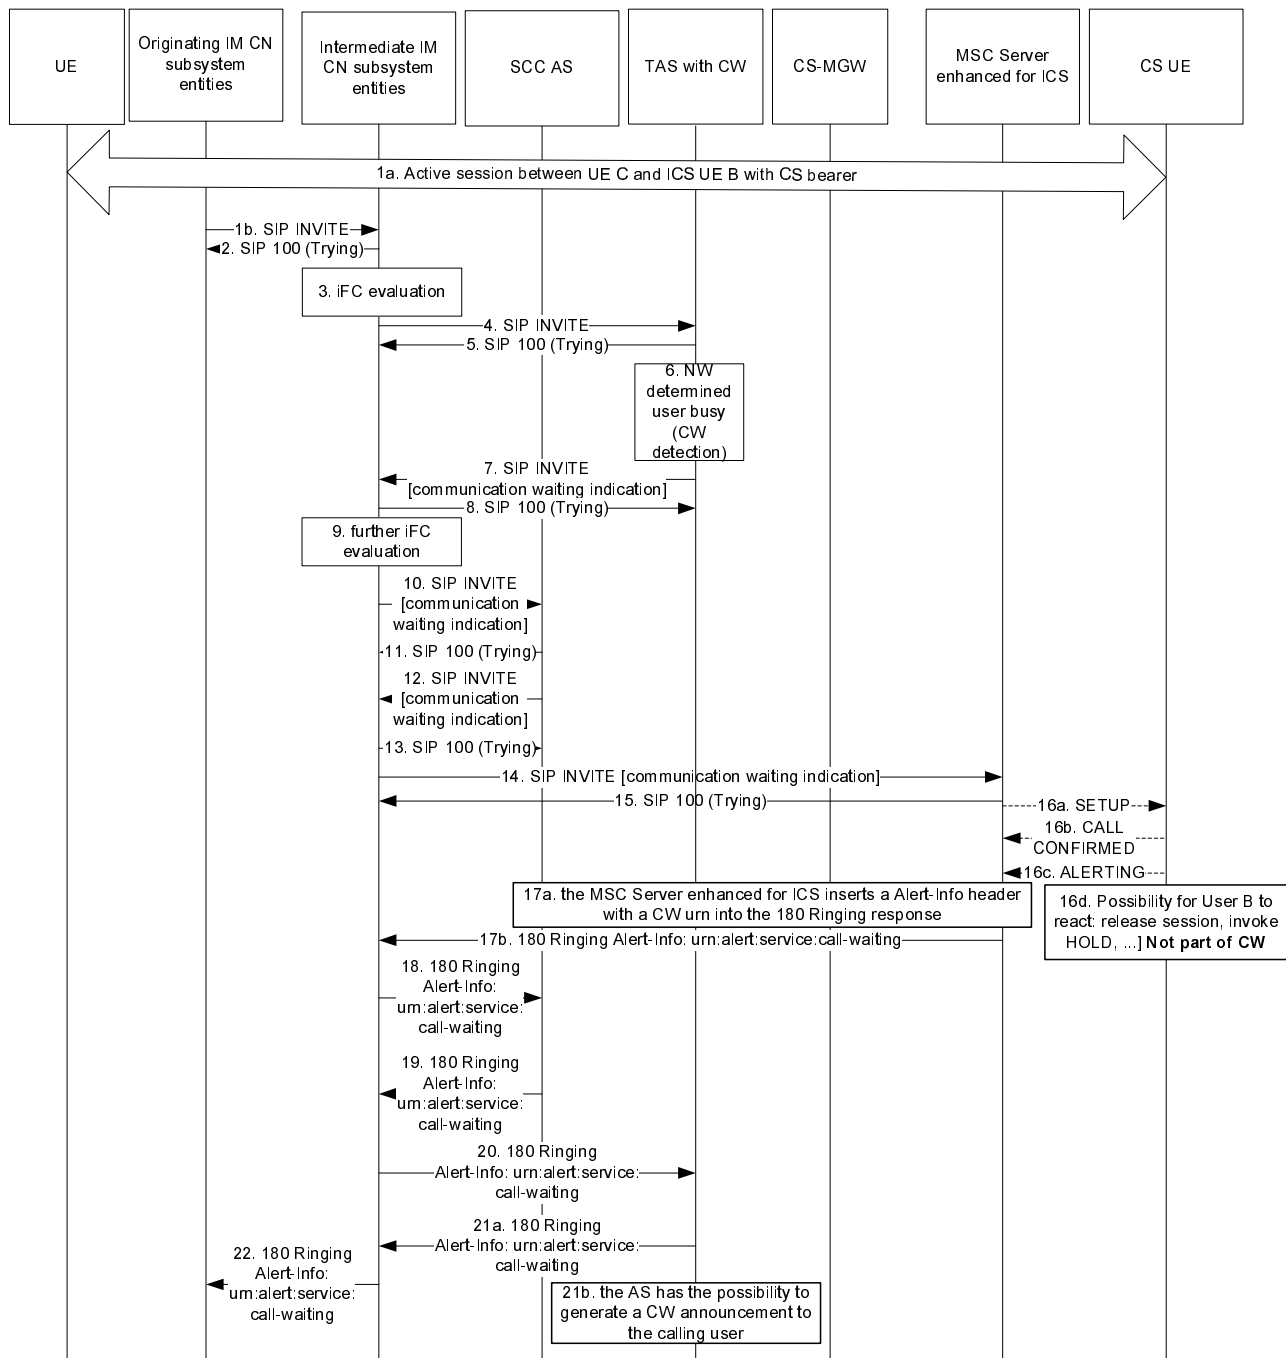 UE
Originating IM CN
subsystem
entities
Intermediate IM
CN subsystem
entities
SCC AS
TAS with CW
CS-MGW
MSC Server
enhanced for ICS
CS UE
1a. Active session between UE C and ICS UE B with CS bearer
1b. SIP INVITE
2. SIP 100 (Trying)
3. iFC evaluation
4. SIP INVITE
5. SIP 100 (Trying)
6. NW
determined
user busy
(CW
detection)
7. SIP INVITE
[communication waiting indication]
8. SIP 100 (Trying)
9. further iFC
evaluation
10. SIP INVITE
[communication
waiting indication]
11. SIP 100 (Trying)
12. SIP INVITE
[communication
waiting indication]
13. SIP 100 (Trying)
14. SIP INVITE [communication waiting indication]
15. SIP 100 (Trying)
16a. SETUP
16b. CALL
CONFIRMED
16c. ALERTING
17a. the MSC Server enhanced for ICS inserts a Alert-Info header
with a CW urn into the 180 Ringing response
16d. Possibility for User B to
react: release session, invoke
HOLD, ...] Not part of CW
17b. 180 Ringing Alert-Info: urn:alert:service:call-waiting
18. 180 Ringing
Alert-Info:
urn:alert:service:
call-waiting
19. 180 Ringing
Alert-Info:
urn:alert:service:
call-waiting
20. 180 Ringing
Alert-Info: urn:alert:service:
call-waiting
21a. 180 Ringing
Alert-Info: urn:alert:service:
call-waiting
22. 180 Ringing
Alert-Info:
urn:alert:service:
call-waiting
21b. the AS has the possibility to
generate a CW announcement to
the calling user